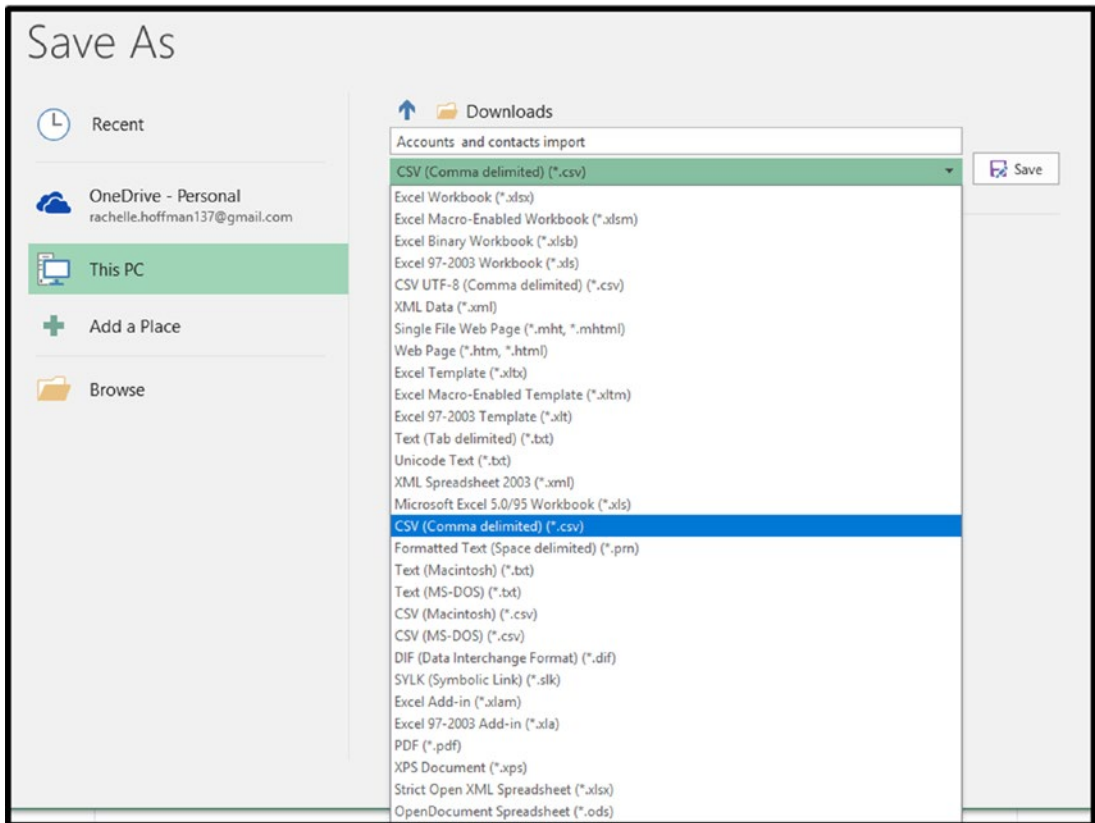 Save As
Recent
OneDrive - Personal
rachelle.hoffman137@gmail.com
This PC
Add a Place
Browse
Downloads
Accounts and contacts import
CSV (Comma delimited) (*.csv)
Save
Excel Workbook (*.xlsx)
Excel Macro-Enabled Workbook (*.xlsm)
Excel Binary Workbook (*.xlsb)
Excel 97-2003 Workbook (*.xls)
CSV UTF-8 (Comma delimited) (*.csv)
XML Data (*.xml)
Single File Web Page (*.mht, *.mhtml)
Web Page (*.htm, *.html)
Excel Template (*.xltx)
Excel Macro-Enabled Template (*.xltm)
Excel 97-2003 Template (*.xlt)
Text (Tab delimited) (*.txt)
Unicode Text (*.txt)
XML Spreadsheet 2003 (*.xml)
Microsoft Excel 5.0/95 Workbook (*.xls)
CSV (Comma delimited) (*.csv)
Formatted Text (Space delimited) (*.prn)
Text (Macintosh) (*.txt)
Text (MS-DOS) (*.txt)
CSV (Macintosh) (*.csv)
CSV (MS-DOS) (*.csv)
DIF (Data Interchange Format) (*.dif)
SYLK (Symbolic Link) (*.slk)
Excel Add-in (*.xlam)
Excel 97-2003 Add-in (*.xla)
PDF (*.pdf)
XPS Document (*.xps)
Strict Open XML Spreadsheet (*.xlsx)
OpenDocument Spreadsheet (*.ods)